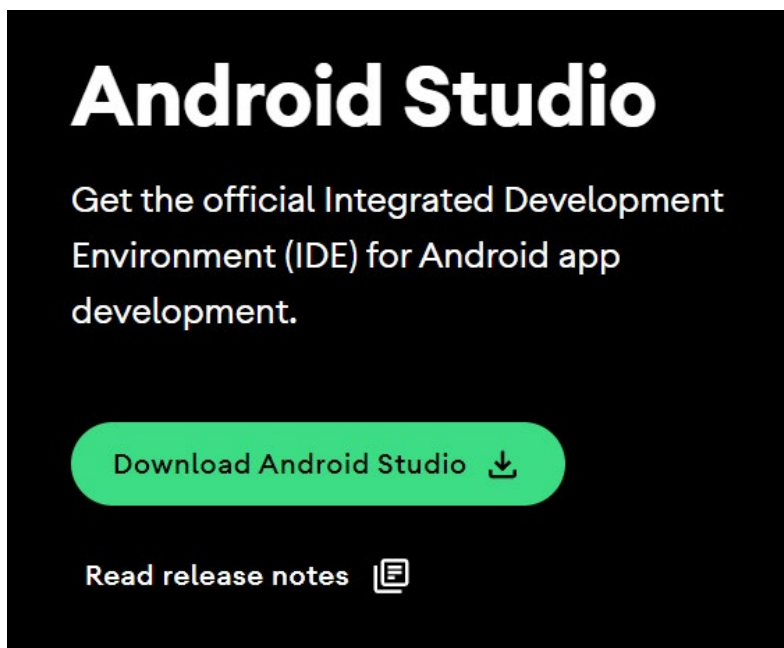 Android Studio
Get the official Integrated Development
Environment (IDE) for Android app
development.
Download Android Studio
Read release notes